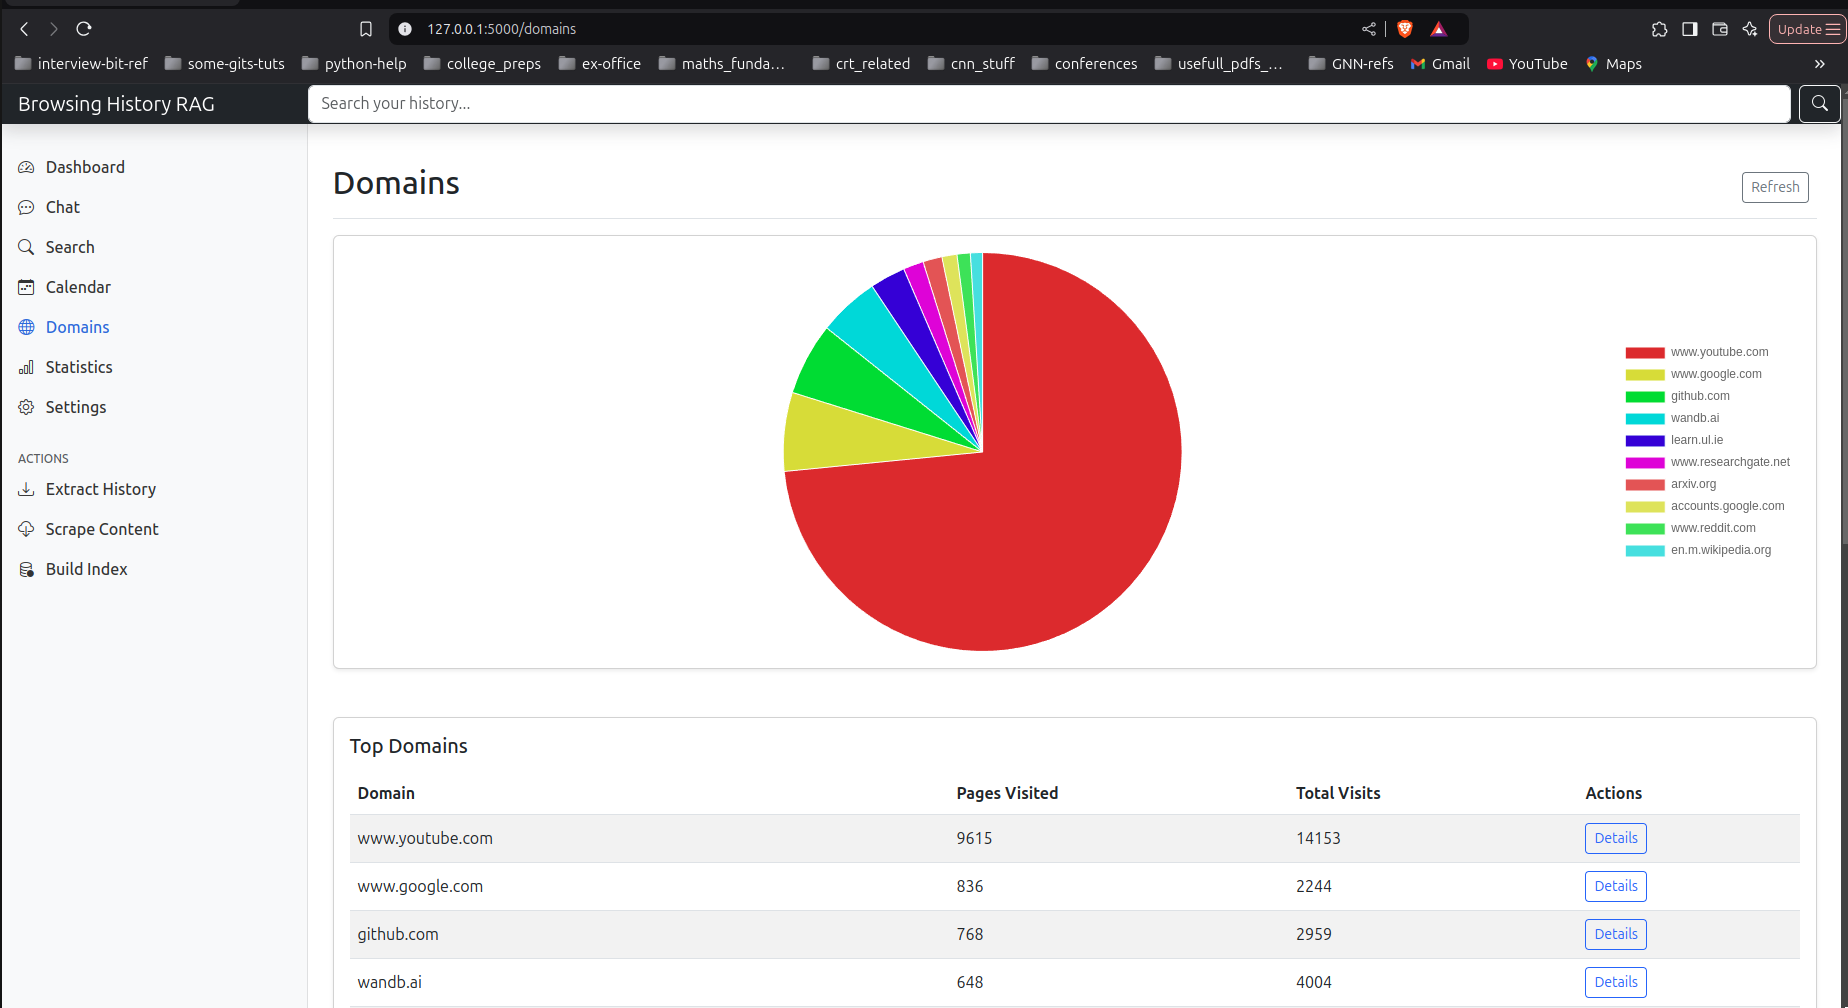 127.0.0.1:5000/domains
Update
interview-bit-ref some-gits-tuts python-help college_preps ex-office maths_funda... crt_related cnn_stuff conferences usefull_pdfs_... GNN-refs Gmail YouTube Maps »
Browsing History RAG
Search your history...
Dashboard
Chat
Search
Calendar
Domains
Statistics
Settings
ACTIONS
Extract History
Scrape Content
Build Index
Domains
Refresh
www.youtube.com
www.google.com
github.com
wandb.ai
learn.ul.ie
www.researchgate.net
arxiv.org
accounts.google.com
www.reddit.com
en.m.wikipedia.org
Top Domains
Domain Pages Visited Total Visits Actions
www.youtube.com 9615 14153 Details
www.google.com 836 2244 Details
github.com 768 2959 Details
wandb.ai 648 4004 Details